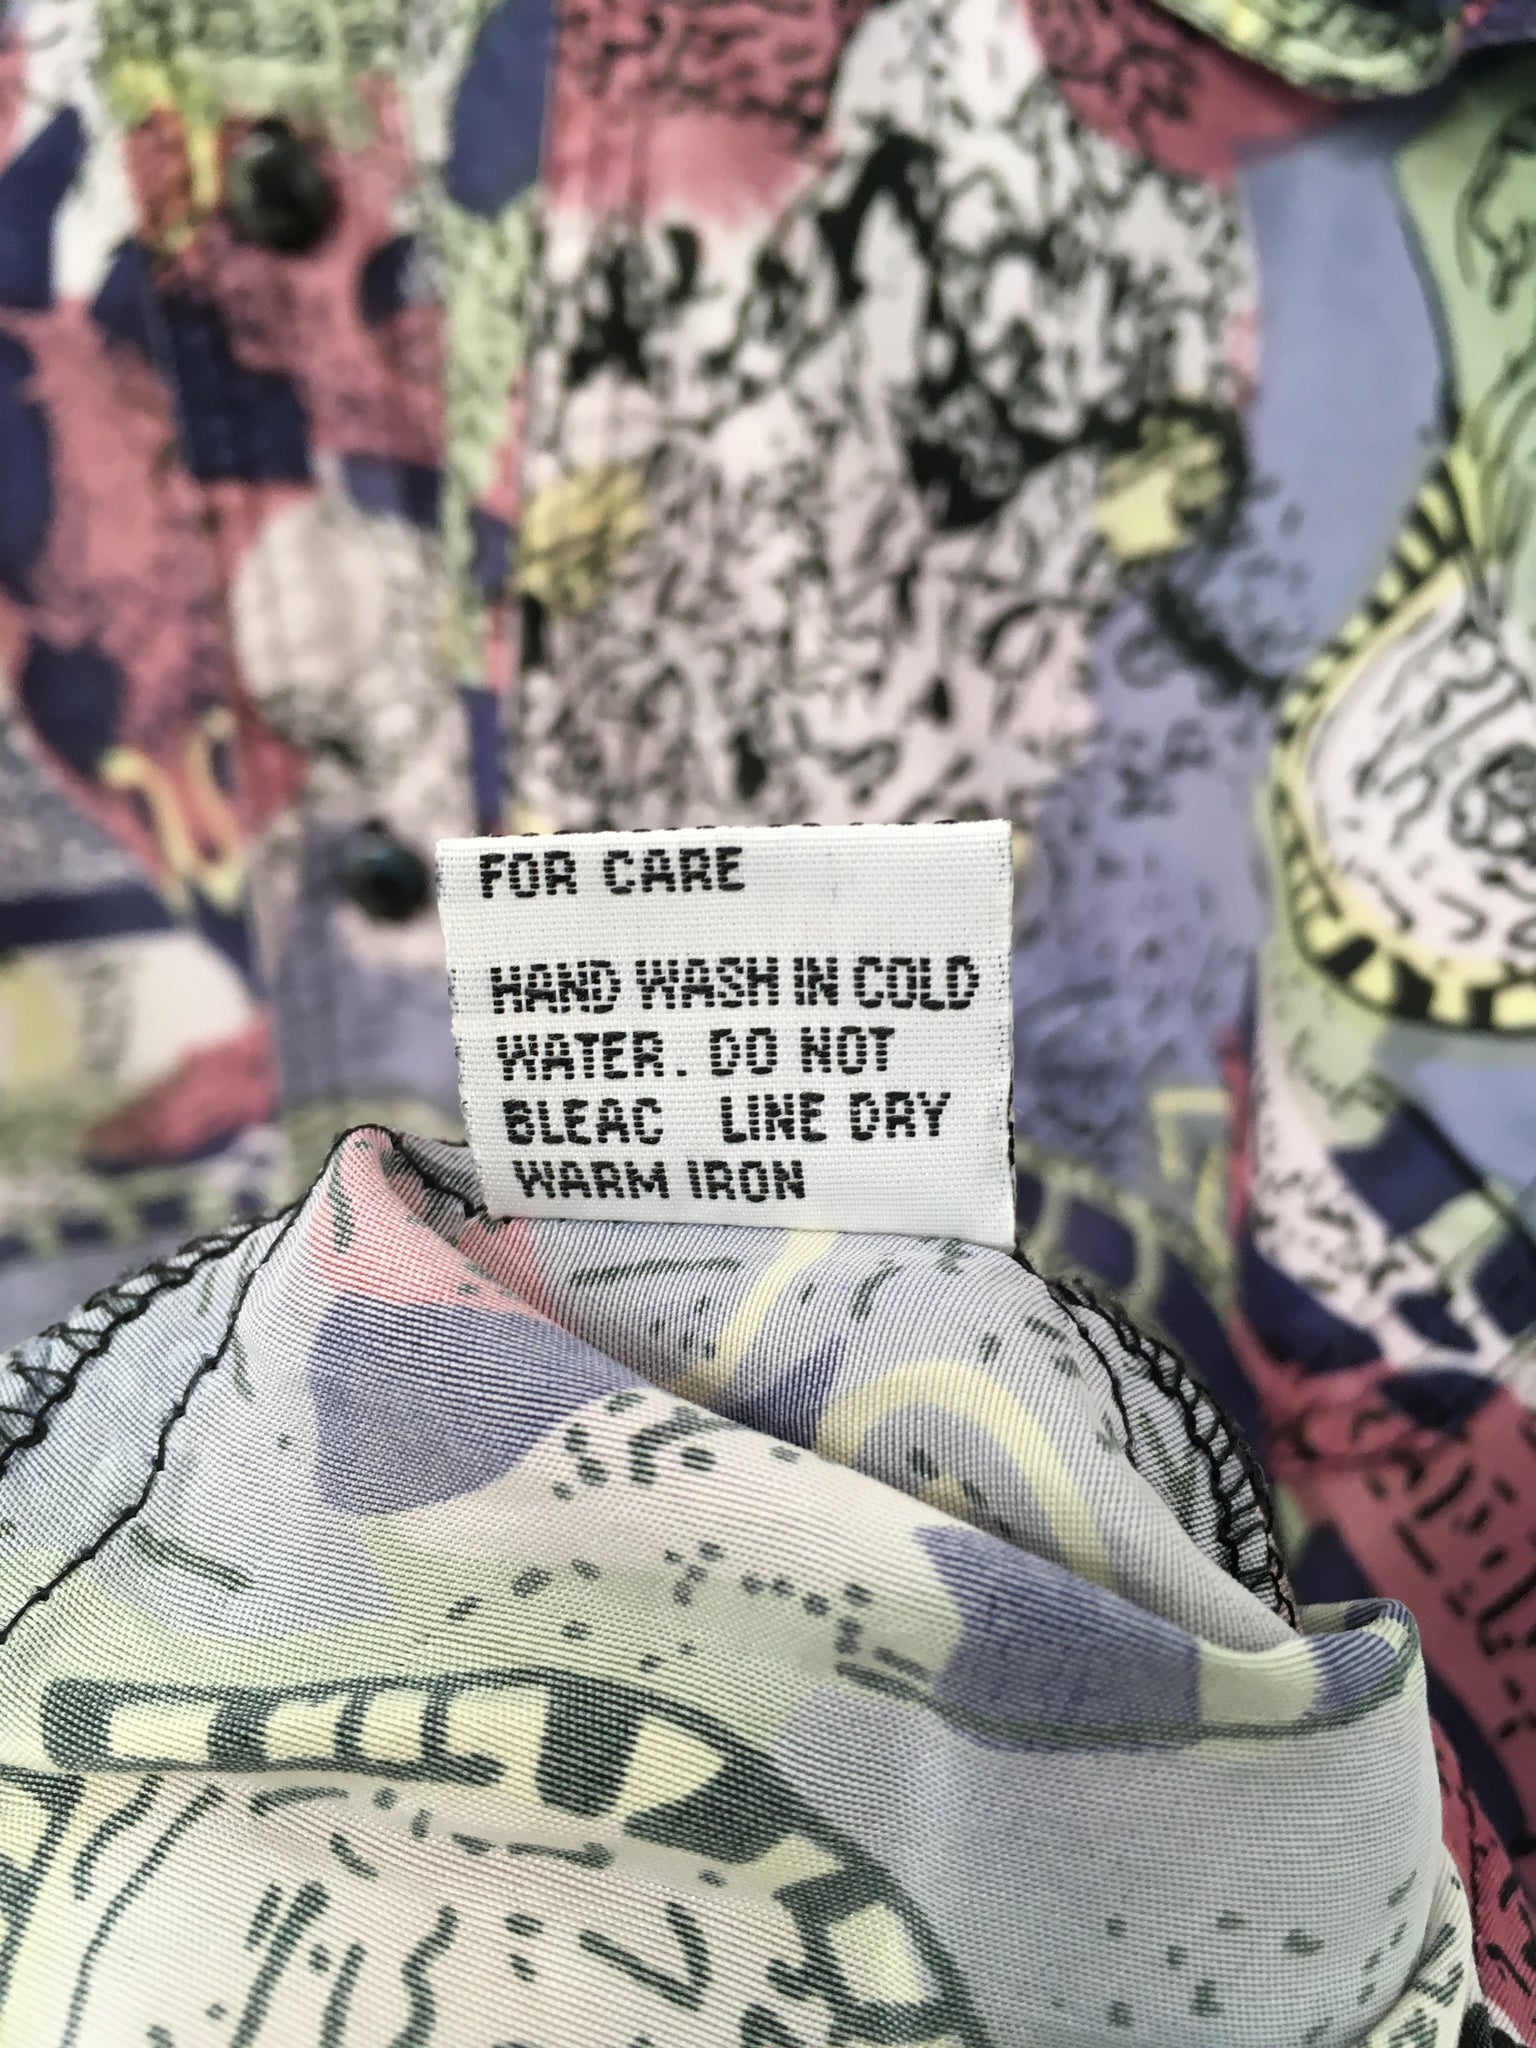 FOR CARE
HAND WASH IN COLD
WATER. DO NOT
BLEAC LINE DRY
WARM IRON